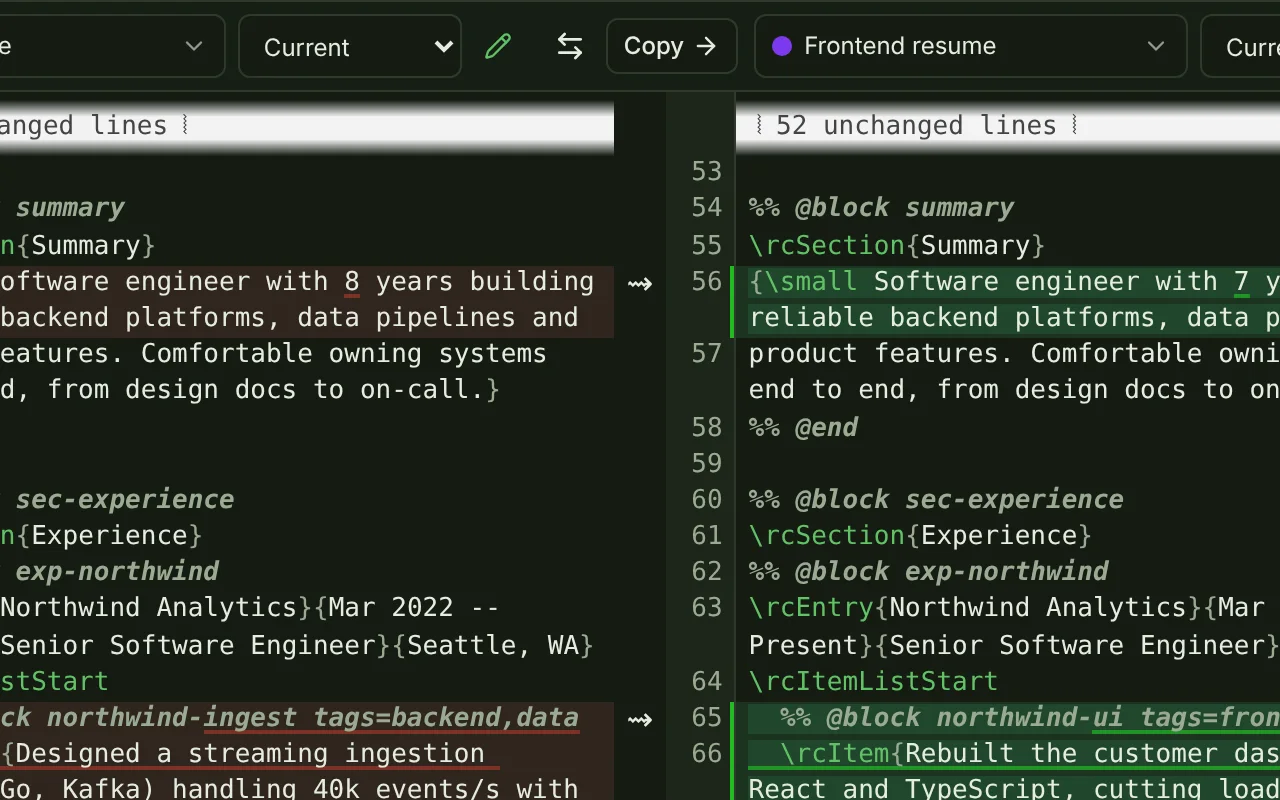 e
Current
Copy →
Frontend resume
Curre
anged lines
52 unchanged lines
summary
n{Summary}
oftware engineer with 8 years building
backend platforms, data pipelines and
eatures. Comfortable owning systems
d, from design docs to on-call.}
sec-experience
n{Experience}
exp-northwind
Northwind Analytics}{Mar 2022 --
Senior Software Engineer}{Seattle, WA}
stStart
ck northwind-ingest tags=backend,data
{Designed a streaming ingestion
Go, Kafka) handling 40k events/s with
53
54 %% @block summary
55 \rcSection{Summary}
56 {\small Software engineer with 7 y
reliable backend platforms, data p
57 product features. Comfortable owni
end to end, from design docs to on
58 %% @end
59
60 %% @block sec-experience
61 \rcSection{Experience}
62 %% @block exp-northwind
63 \rcEntry{Northwind Analytics}{Mar
Present}{Senior Software Engineer}
64 \rcItemListStart
65 %% @block northwind-ui tags=fron
66 \rcItem{Rebuilt the customer das
React and TypeScript, cutting load